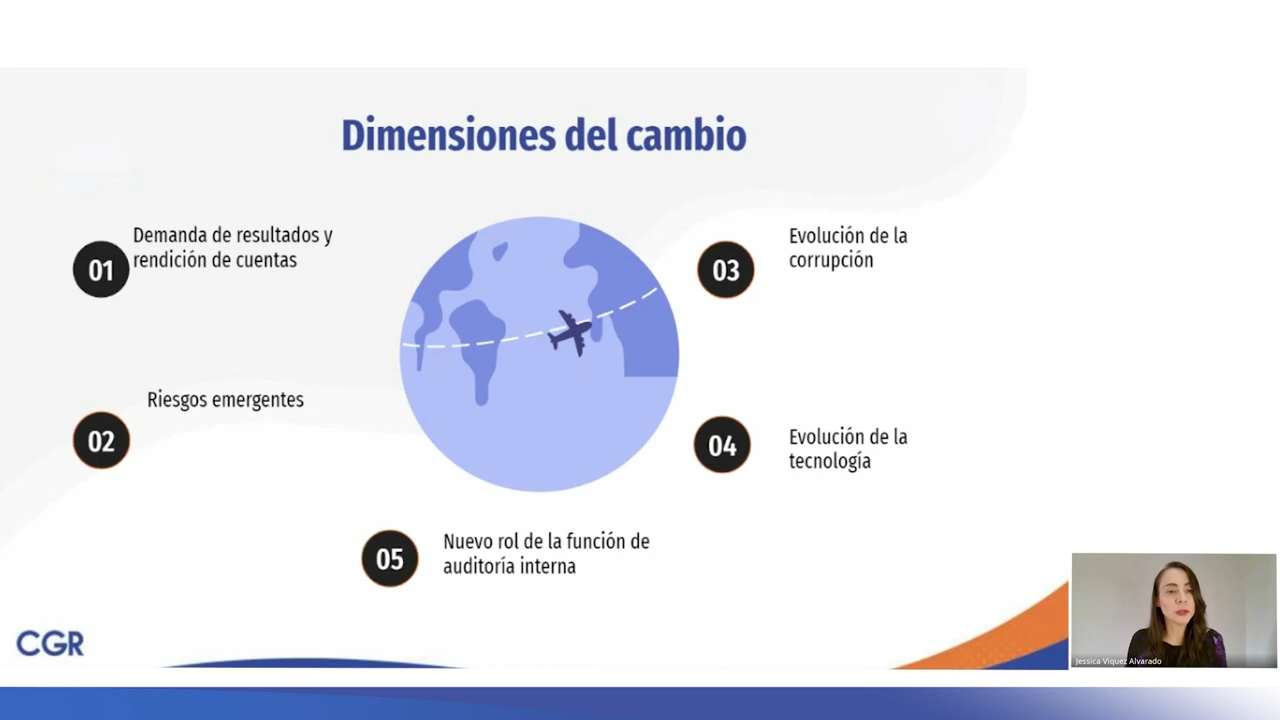 Dimensiones del cambio
01
Demanda de resultados y
rendición de cuentas
02
Riesgos emergentes
03
Evolución de la
corrupción
04
Evolución de la
tecnología
05
Nuevo rol de la función de
auditoría interna
CGR
Jessica Víquez Alvarado